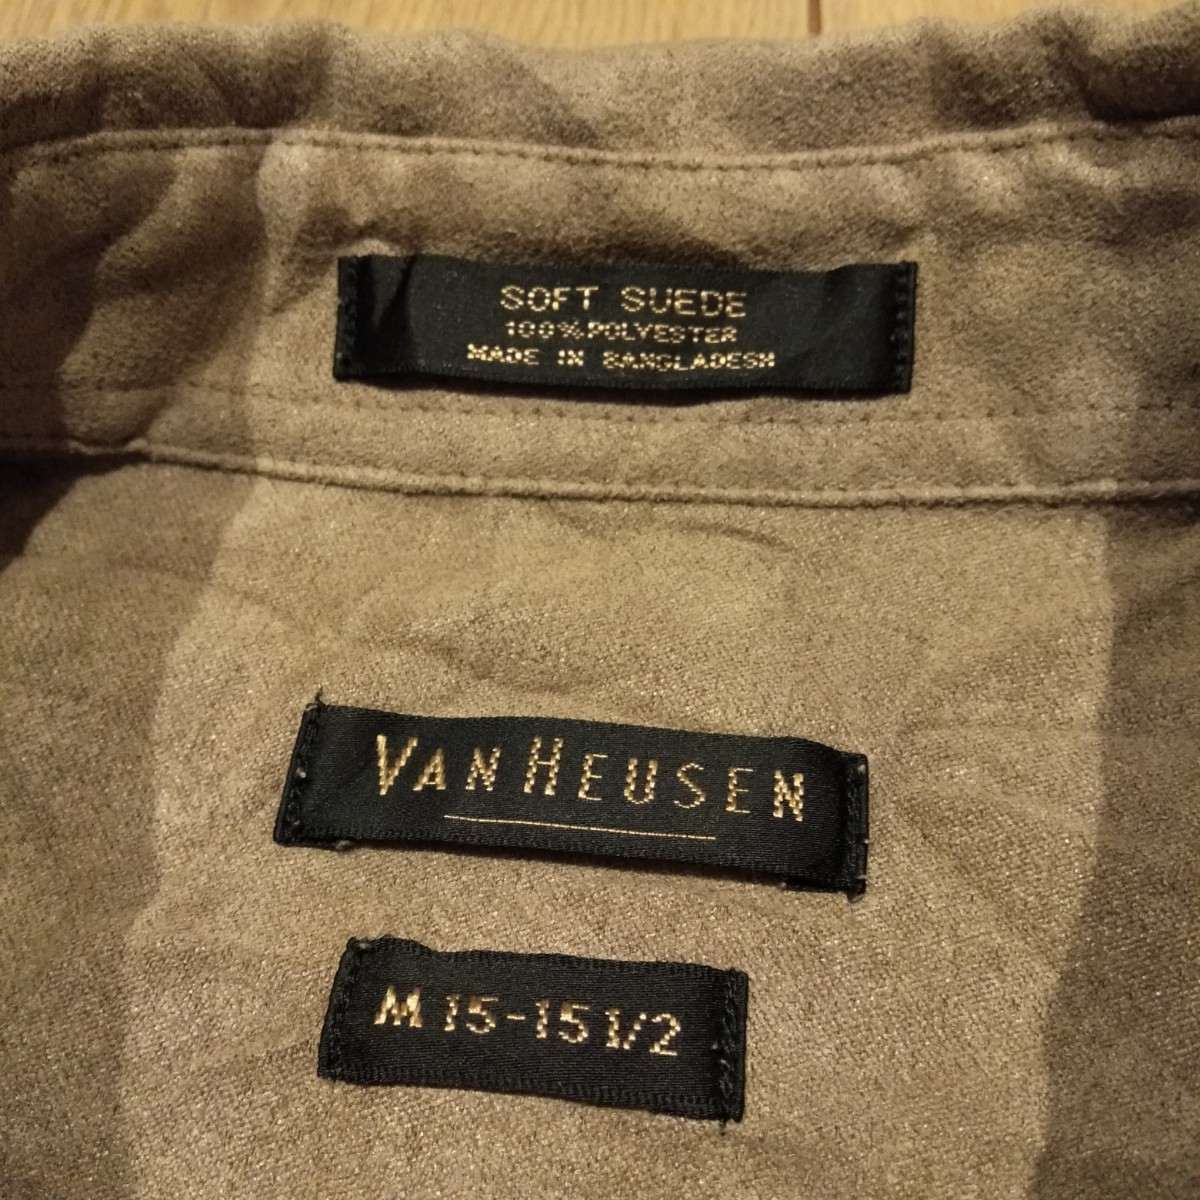 SOFT SUEDE
100% POLYESTER
MADE IN BANGLADESH
VAN HEUSEN
M 15-15 1/2